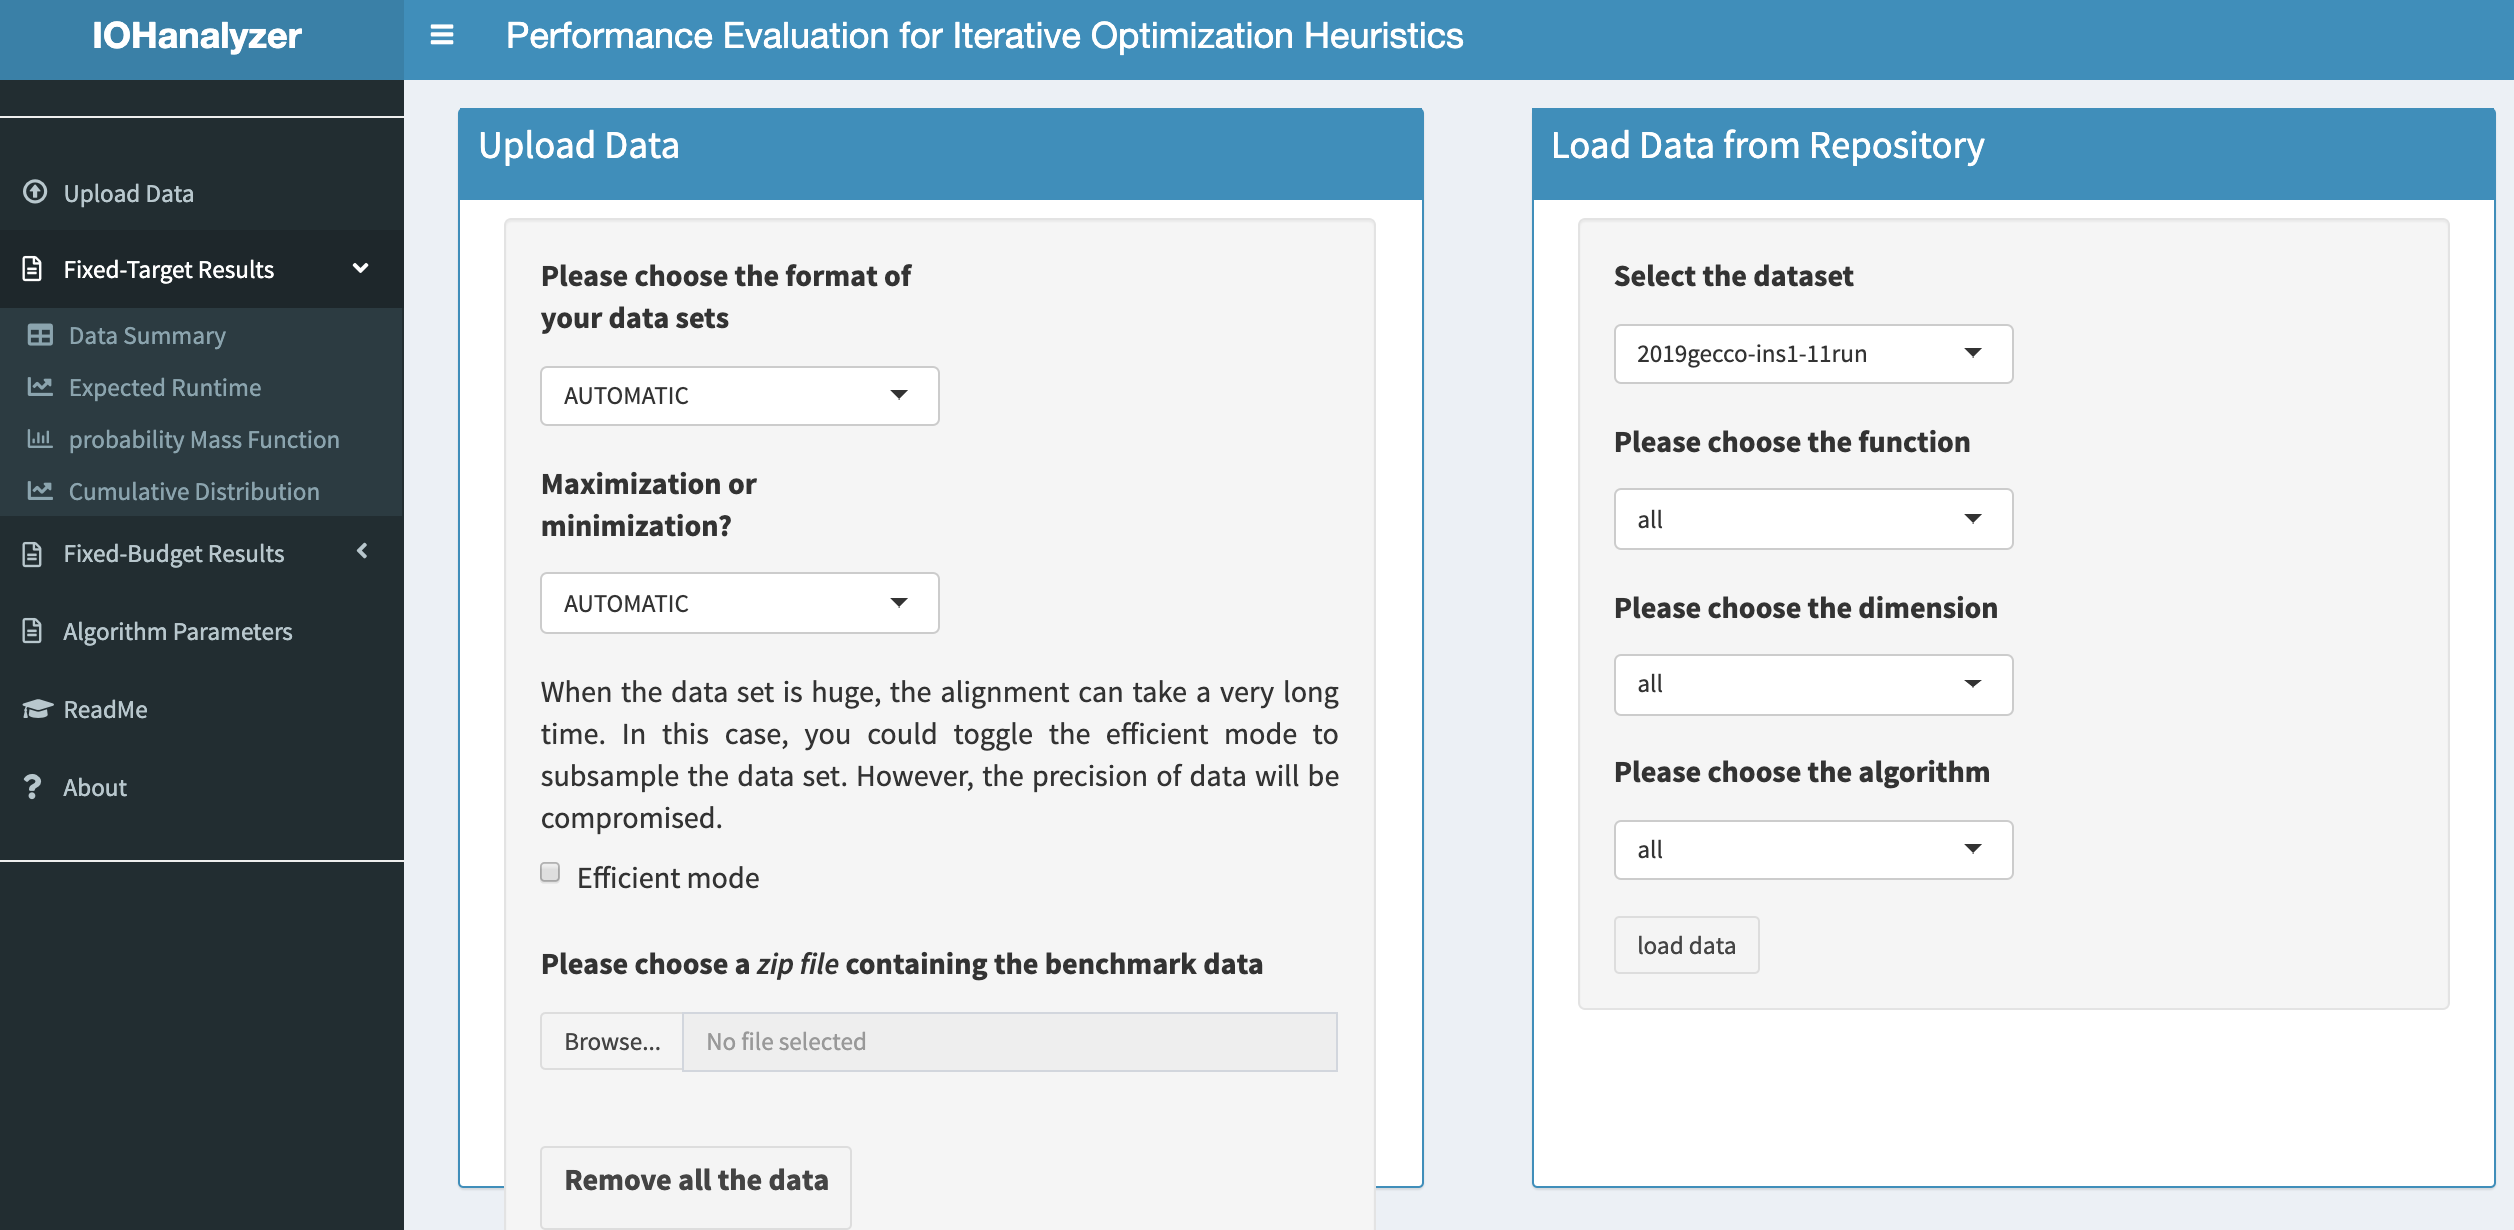 IOHanalyzer
Performance Evaluation for Iterative Optimization Heuristics
Upload Data
Fixed-Target Results
Data Summary
Expected Runtime
probability Mass Function
Cumulative Distribution
Fixed-Budget Results
Algorithm Parameters
ReadMe
About
Upload Data
Please choose the format of
your data sets
AUTOMATIC
Maximization or
minimization?
AUTOMATIC
When the data set is huge, the alignment can take a very long
time. In this case, you could toggle the efficient mode to
subsample the data set. However, the precision of data will be
compromised.
Efficient mode
Please choose a zip file containing the benchmark data
Browse...
No file selected
Remove all the data
Load Data from Repository
Select the dataset
2019gecco-ins1-11run
Please choose the function
all
Please choose the dimension
all
Please choose the algorithm
all
load data